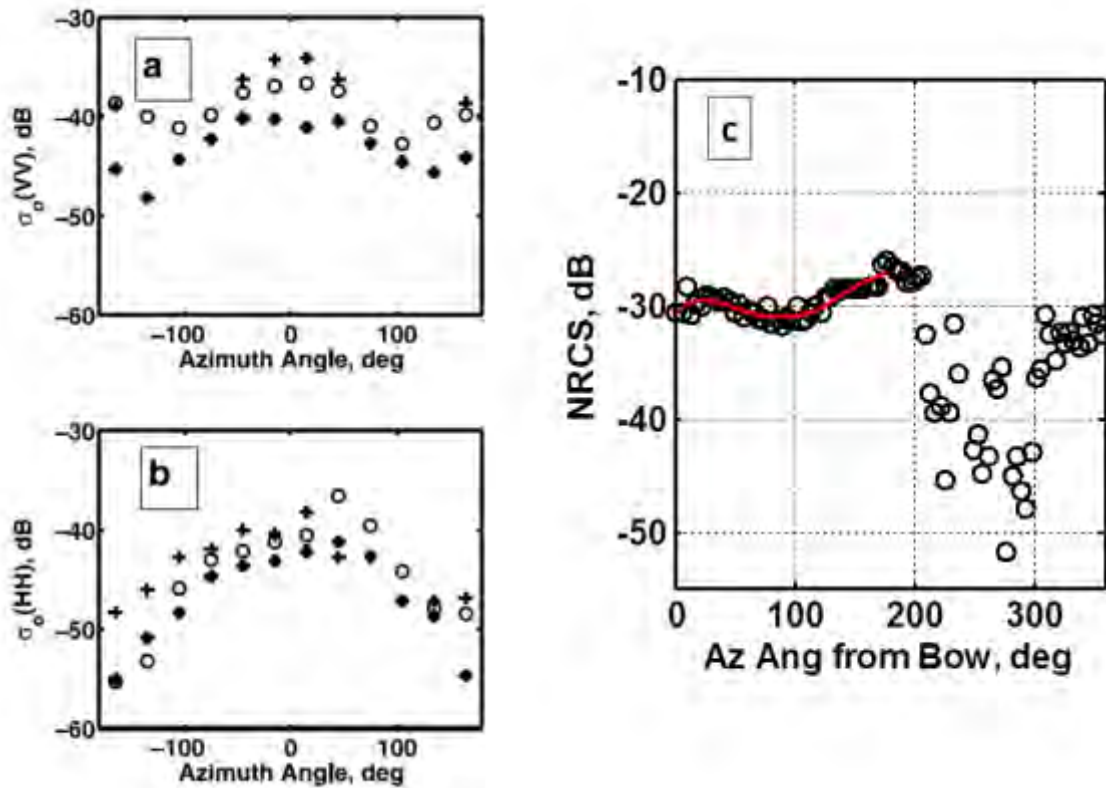 a
σo(VV), dB
−30
−40
−50
−60
−100 0 100
Azimuth Angle, deg
b
σo(HH), dB
−30
−40
−50
−60
−100 0 100
Azimuth Angle, deg
c
NRCS, dB
-10
-20
-30
-40
-50
0 100 200 300
Az Ang from Bow, deg